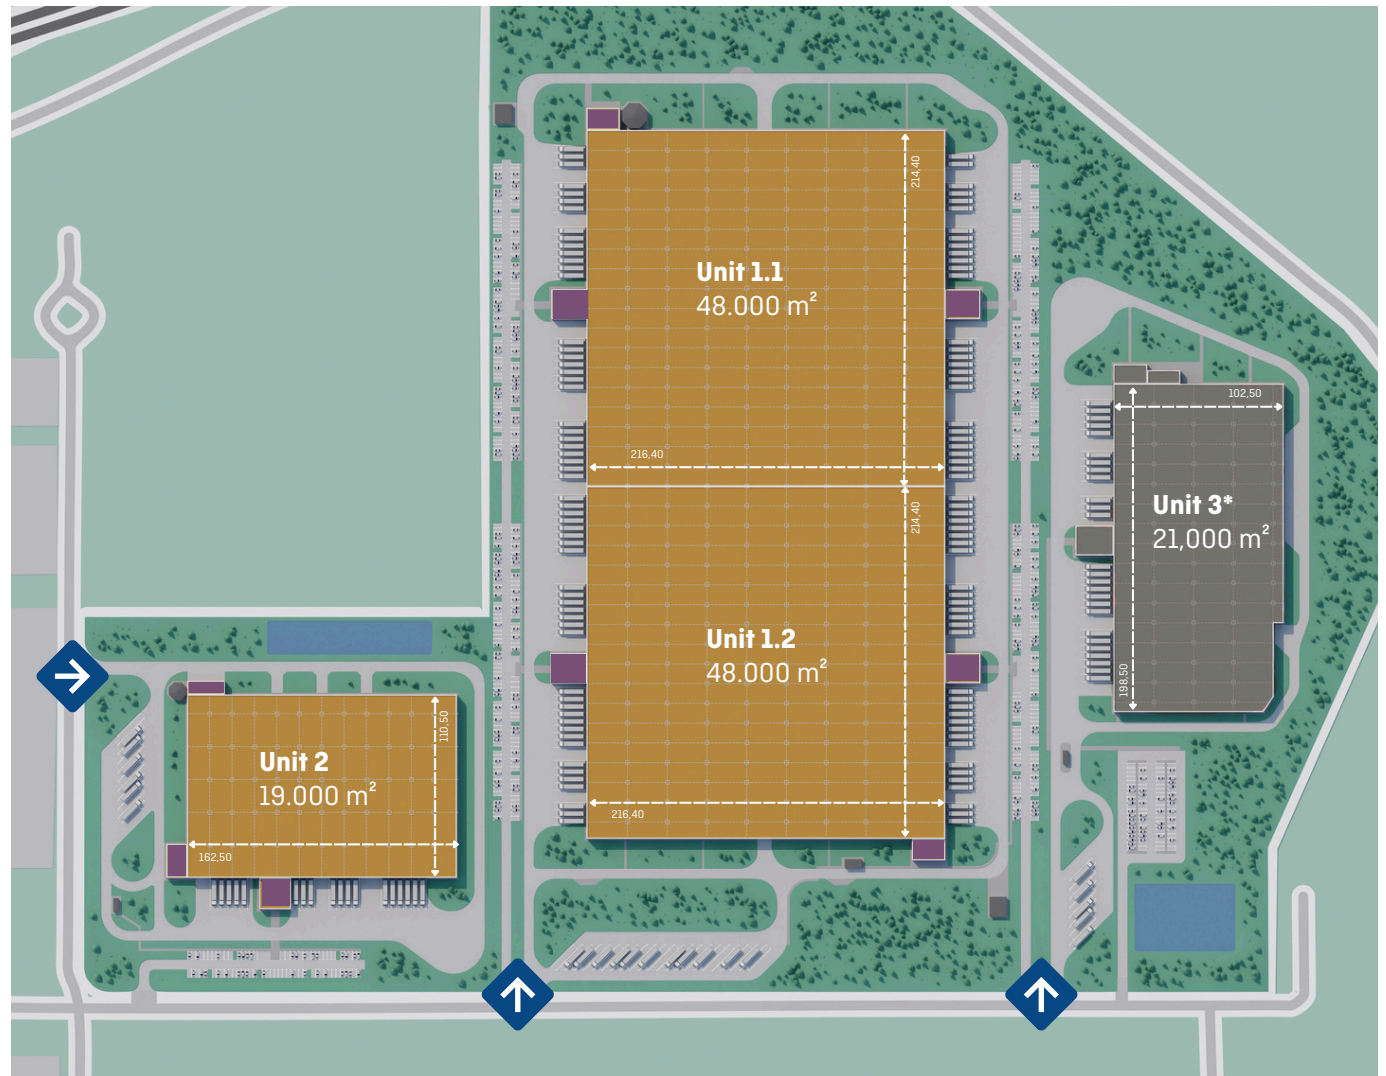 214,40
Unit 1.1
48.000 m²
216,40
102,50
Unit 3*
21,000 m²
198,50
214,40
Unit 1.2
48.000 m²
216,40
110,50
Unit 2
19.000 m²
162,50